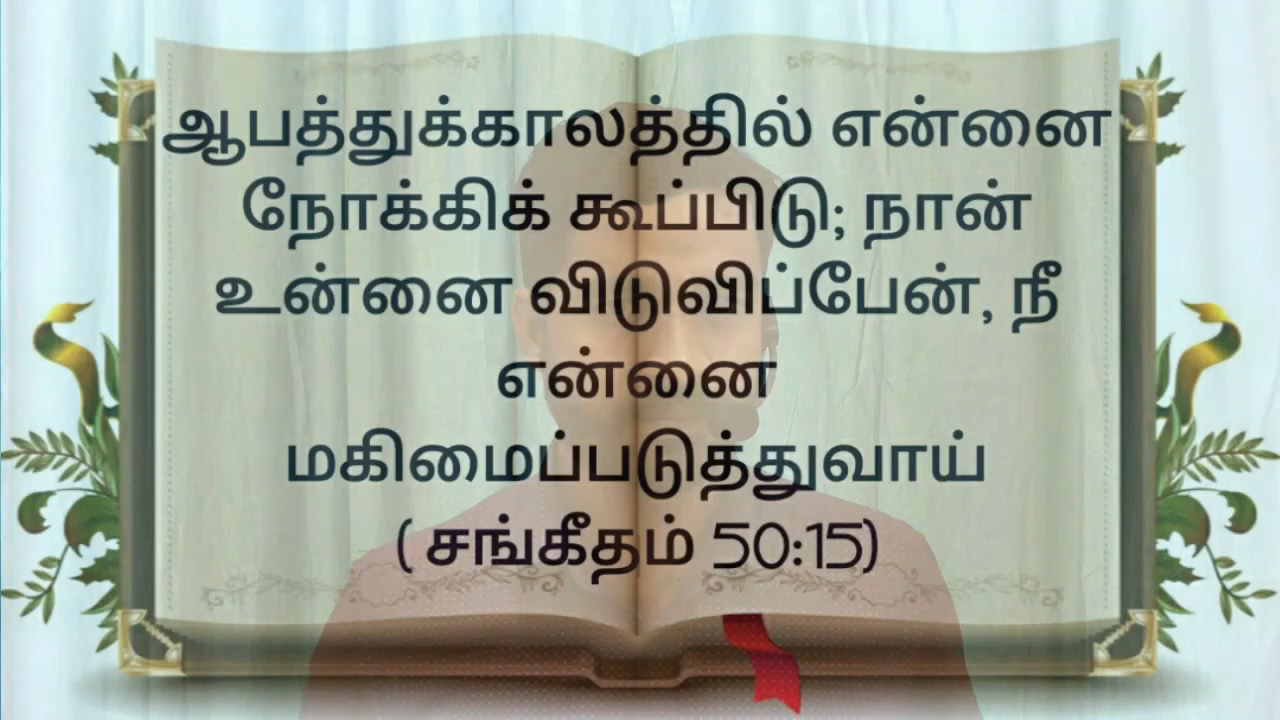 ஆபத்துக்காலத்தில் என்னை
நோக்கிக் கூப்பிடு; நான்
உன்னை விடுவிப்பேன், நீ
என்னை
மகிமைப்படுத்துவாய்
( சங்கீதம் 50:15)